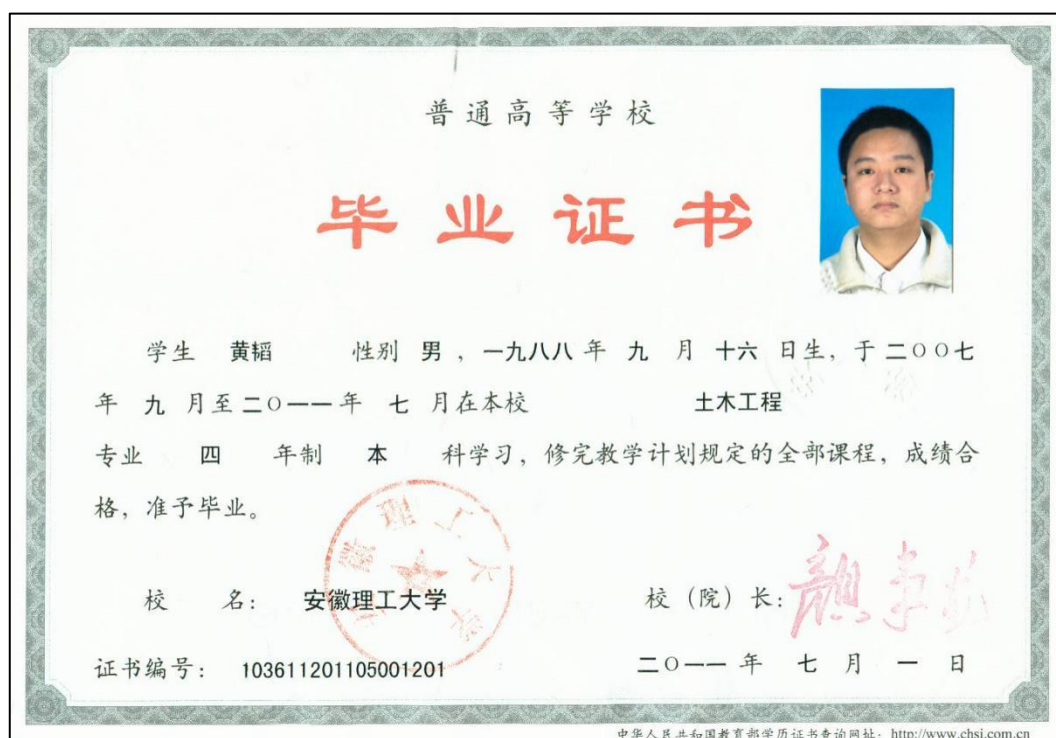 普通高等学校
毕业证书
学生 黄韬 性别 男，一九八八年 九 月 十六 日生，于二〇〇七
年 九 月至二〇一一年 七 月在本校 土木工程
专业 四 年制 本 科学习，修完教学计划规定的全部课程，成绩合
格，准予毕业。
校 名： 安徽理工大学
校（院）长：
证书编号： 103611201105001201
二〇一一 年 七 月 一 日
中华人民共和国教育部学历证书查询网址：http://www.chsi.com.cn